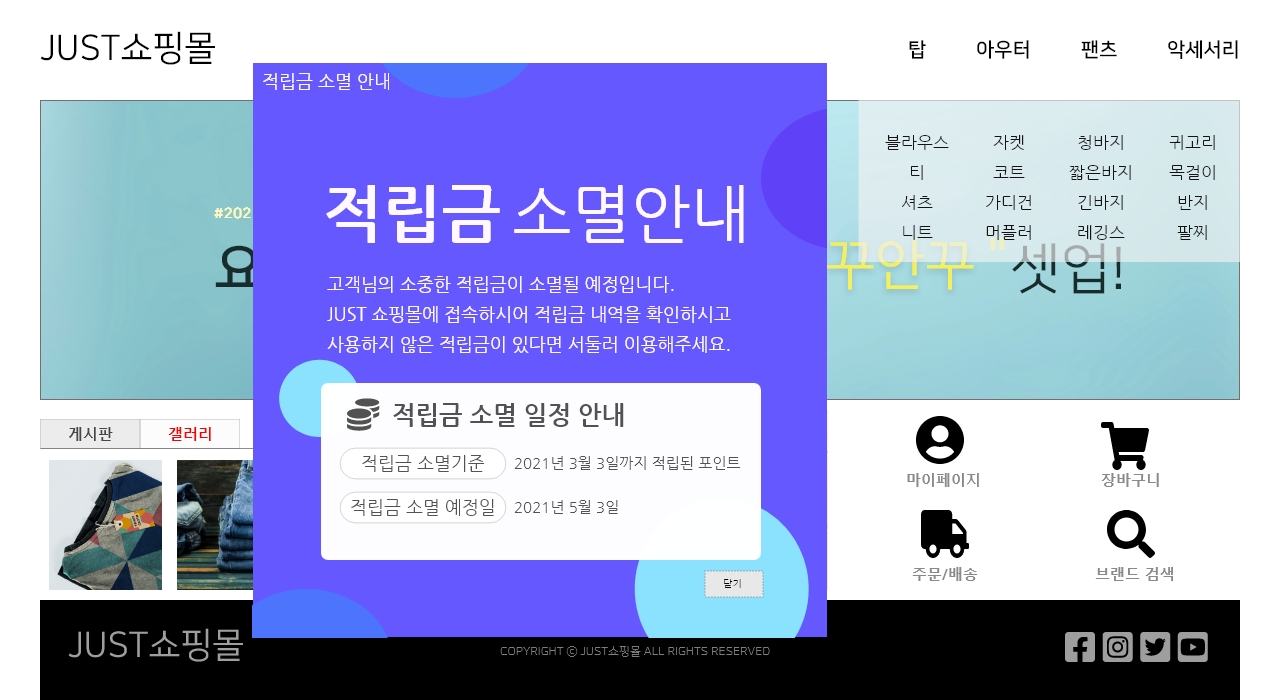 JUST쇼핑몰
탑 아우터 팬츠 악세서리
적립금 소멸 안내
블라우스 자켓 청바지 귀고리
티 코트 짧은바지 목걸이
셔츠 가디건 긴바지 반지
니트 머플러 레깅스 팔찌
#202
요
꾸안꾸 " 셋업!
적립금 소멸안내
고객님의 소중한 적립금이 소멸될 예정입니다.
JUST 쇼핑몰에 접속하시어 적립금 내역을 확인하시고
사용하지 않은 적립금이 있다면 서둘러 이용해주세요.
적립금 소멸 일정 안내
적립금 소멸기준 2021년 3월 3일까지 적립된 포인트
적립금 소멸 예정일 2021년 5월 3일
닫기
게시판 갤러리
마이페이지 장바구니
주문/배송 브랜드 검색
JUST쇼핑몰
COPYRIGHT ⓒ JUST쇼핑몰 ALL RIGHTS RESERVED